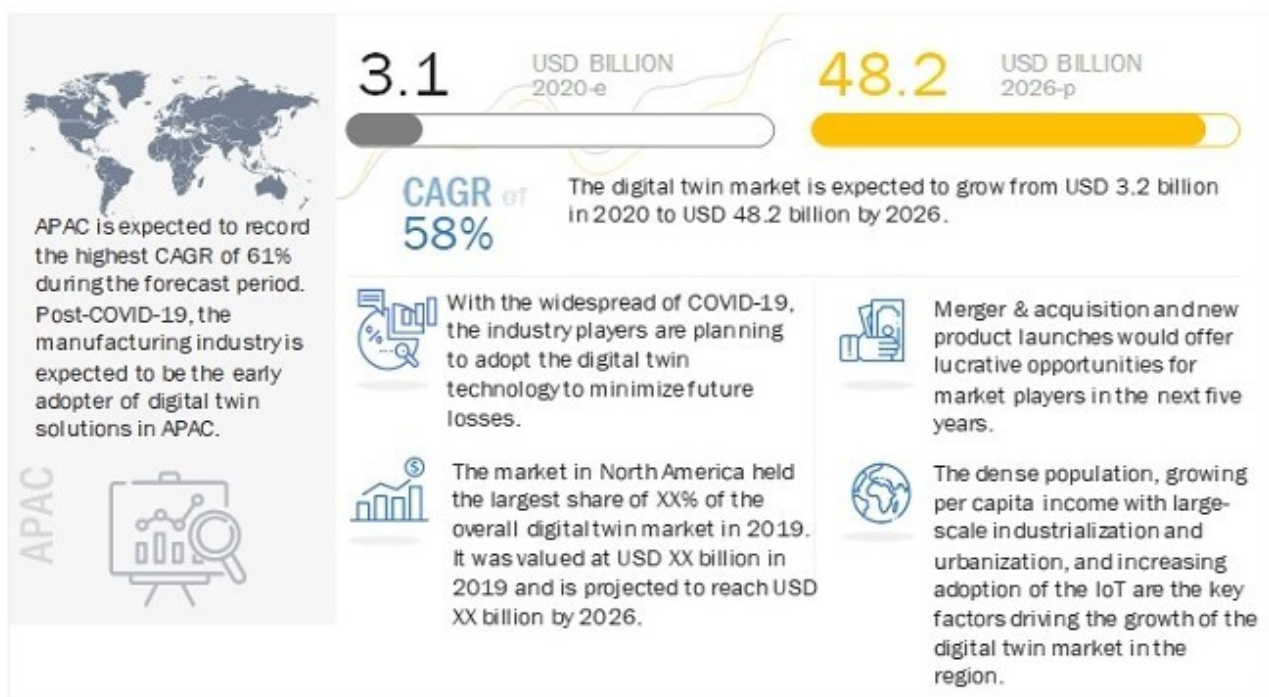 3.1
USD BILLION
2020-e
48.2
USD BILLION
2026-p
CAGR of
58%
The digital twin market is expected to grow from USD 3.2 billion
in 2020 to USD 48.2 billion by 2026.
APAC is expected to record
the highest CAGR of 61%
during the forecast period.
Post-COVID-19, the
manufacturing industry is
expected to be the early
adopter of digital twin
solutions in APAC.
APAC
%
With the widespread of COVID-19,
the industry players are planning
to adopt the digital twin
technology to minimize future
losses.
Merger & acquisition and new
product launches would offer
lucrative opportunities for
market players in the next five
years.
$
The market in North America held
the largest share of XX% of the
overall digital twin market in 2019.
It was valued at USD XX billion in
2019 and is projected to reach USD
XX billion by 2026.
The dense population, growing
per capita income with large-
scale industrialization and
urbanization, and increasing
adoption of the IoT are the key
factors driving the growth of the
digital twin market in the
region.